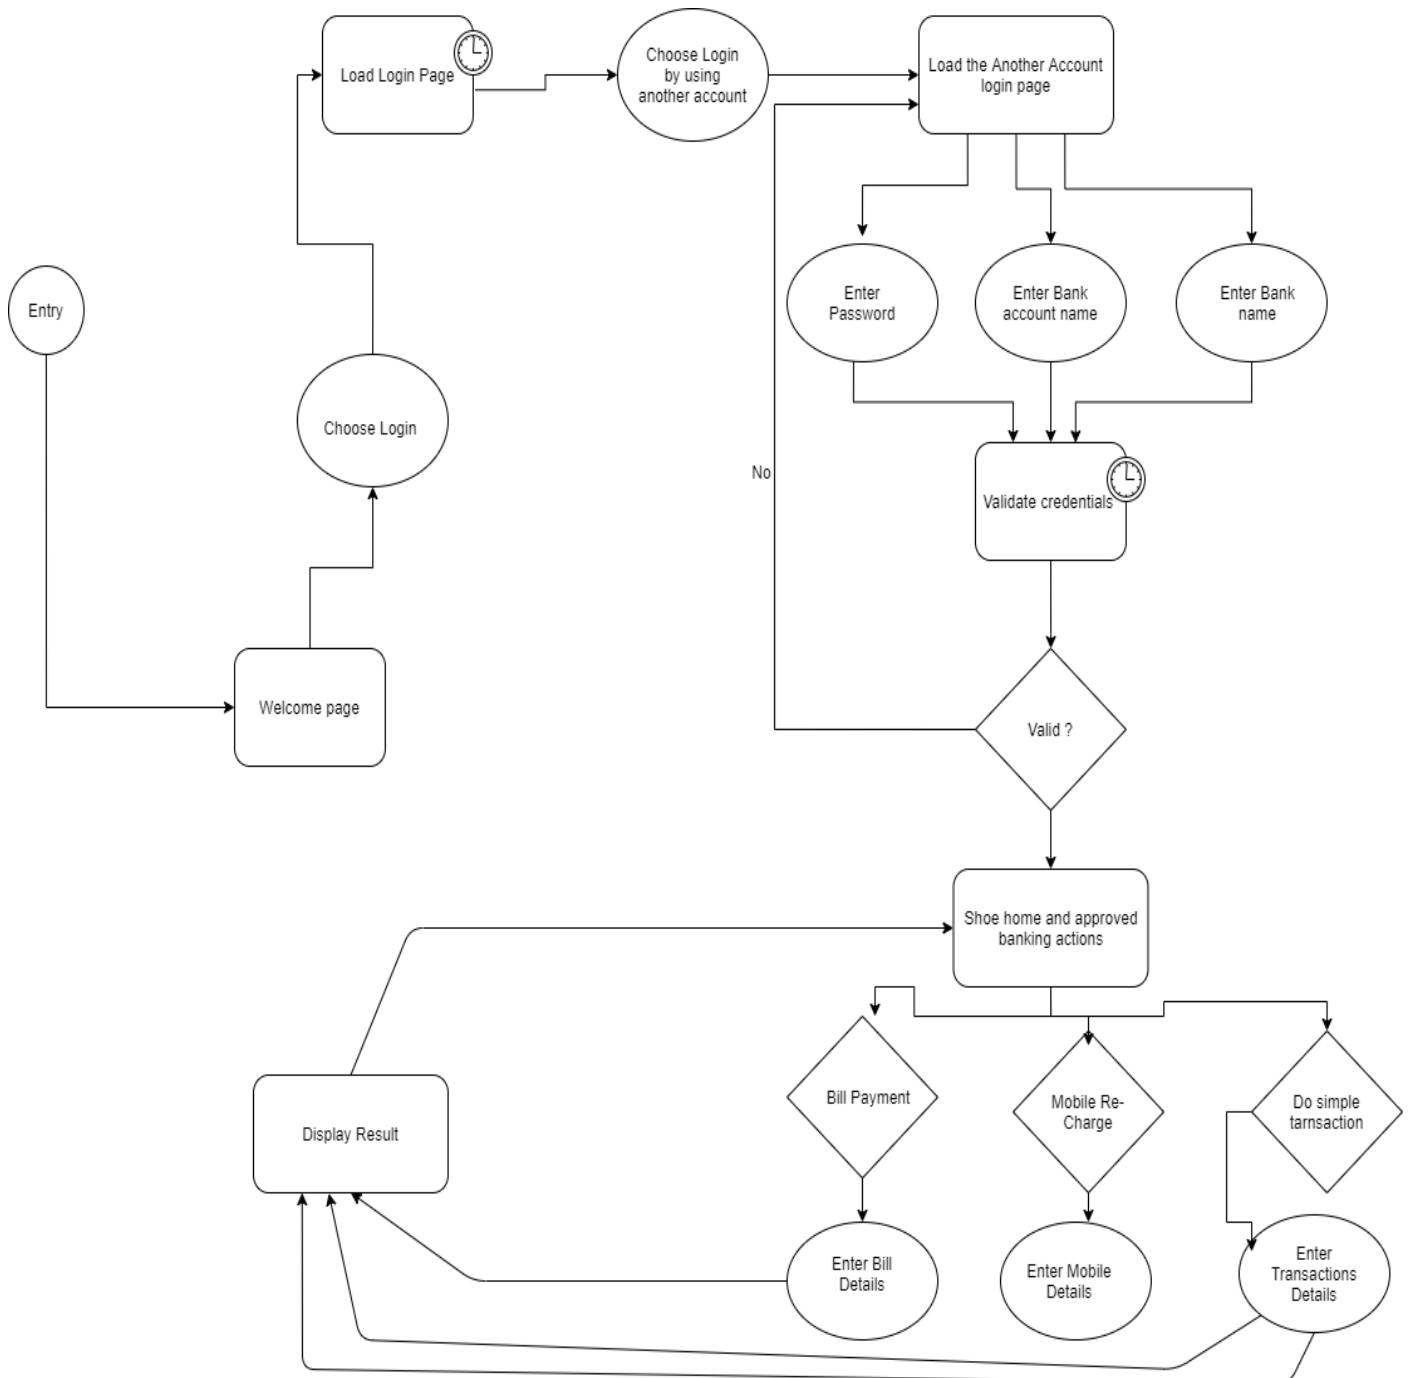 Load Login Page
Choose Login
by using
another account
Load the Another Account
login page
Entry
Enter
Password
Enter Bank
account name
Enter Bank
name
Choose Login
No
Validate credentials
Welcome page
Valid ?
Shoe home and approved
banking actions
Display Result
Bill Payment
Mobile Re-
Charge
Do simple
tarnsaction
Enter Bill
Details
Enter Mobile
Details
Enter
Transactions
Details